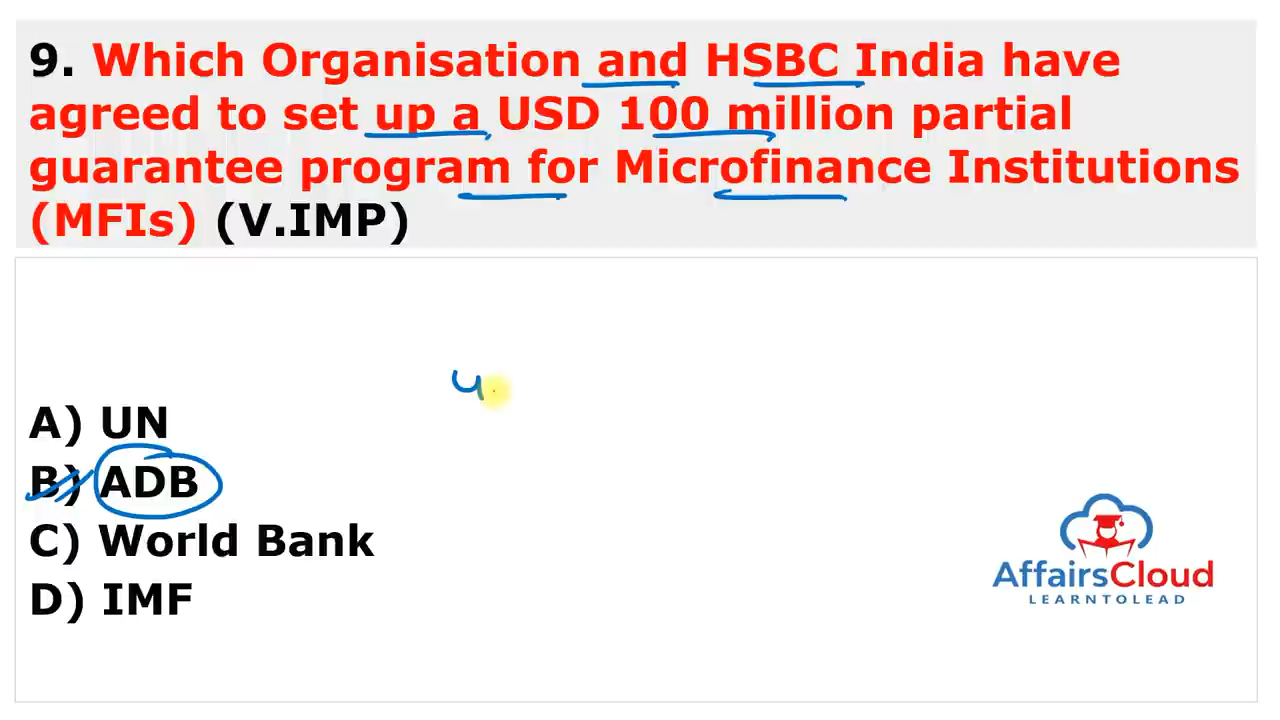 9. Which Organisation and HSBC India have
agreed to set up a USD 100 million partial
guarantee program for Microfinance Institutions
(MFIs) (V.IMP)
A) UN
B) ADB
C) World Bank
D) IMF
AffairsCloud
LEARNTOLEAD